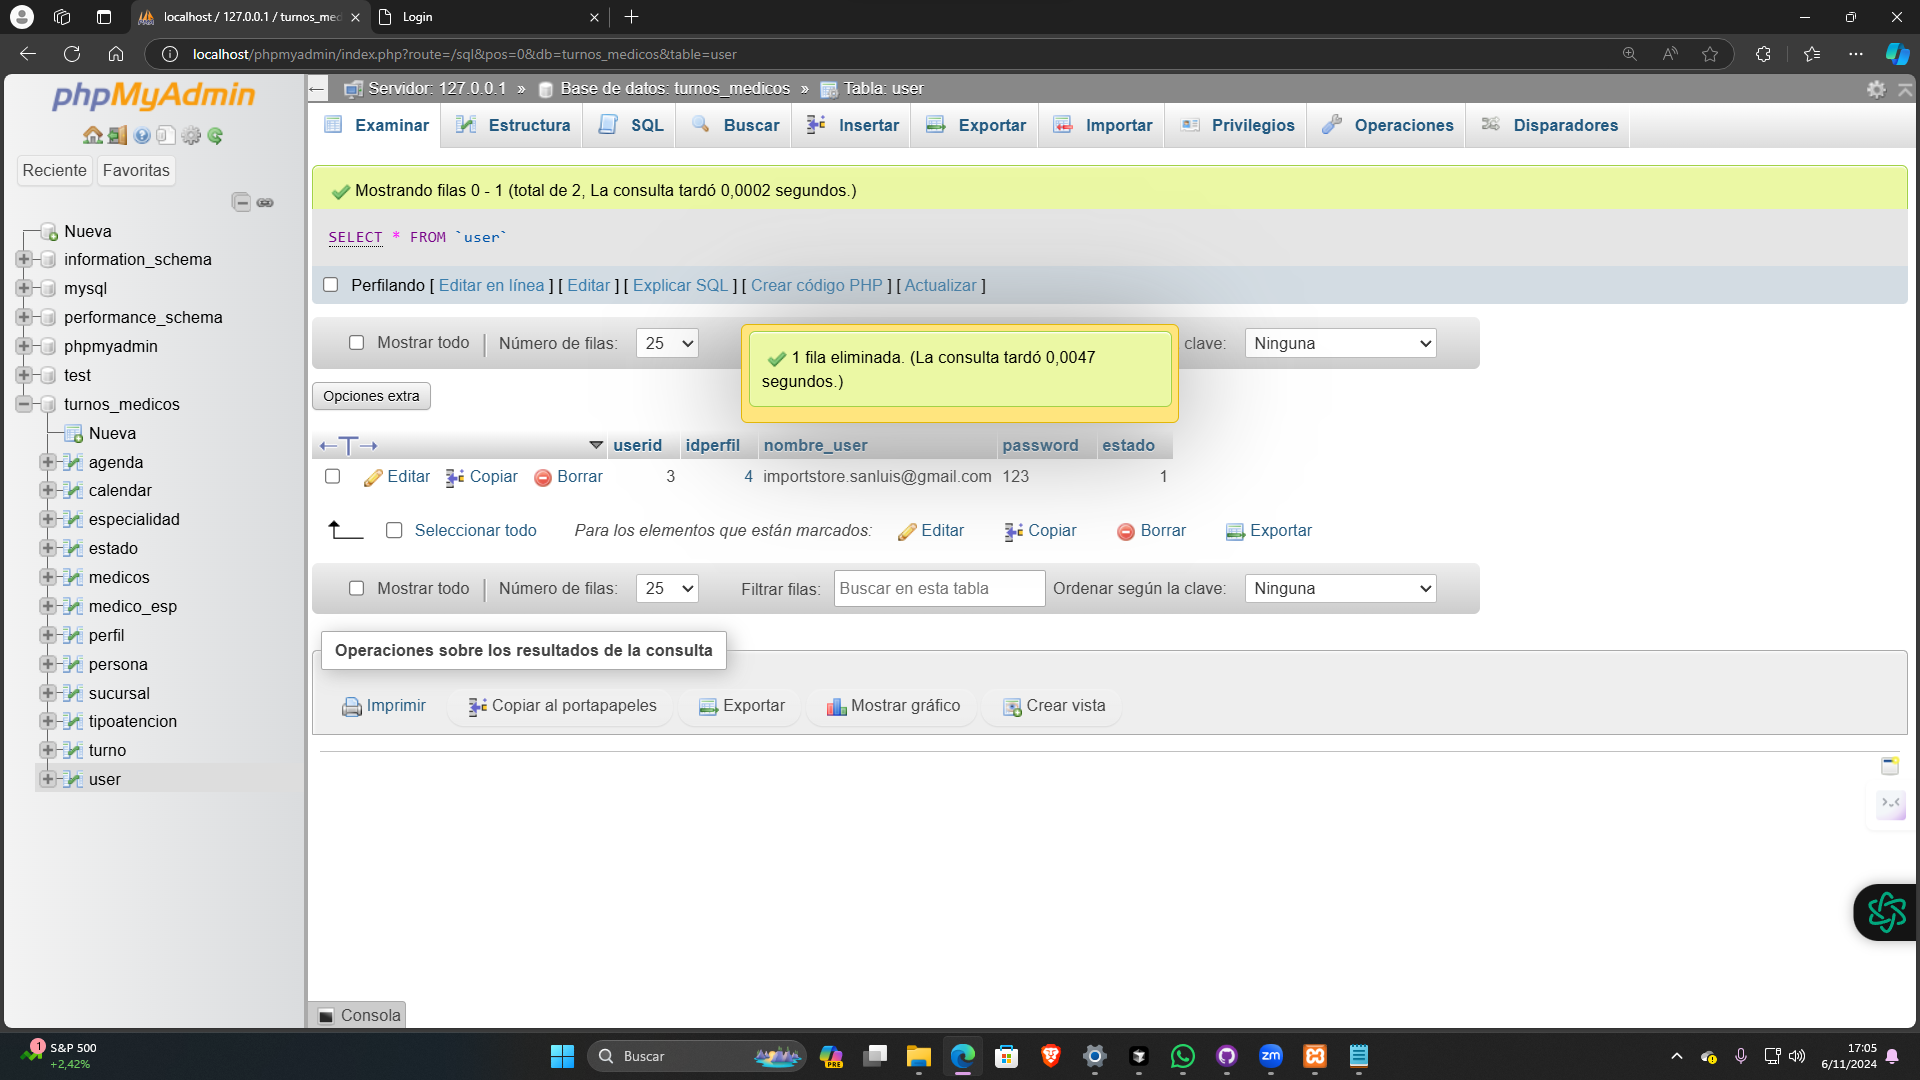 localhost / 127.0.0.1 / turnos_med
Login
localhost/phpmyadmin/index.php?route=/sql&pos=0&db=turnos_medicos&table=user
phpMyAdmin
Reciente
Favoritas
Nueva
information_schema
mysql
performance_schema
phpmyadmin
test
turnos_medicos
Nueva
agenda
calendar
especialidad
estado
medicos
medico_esp
perfil
persona
sucursal
tipoatencion
turno
user
Servidor: 127.0.0.1 » Base de datos: turnos_medicos » Tabla: user
Examinar
Estructura
SQL
Buscar
Insertar
Exportar
Importar
Privilegios
Operaciones
Disparadores
Mostrando filas 0 - 1 (total de 2, La consulta tardó 0,0002 segundos.)
SELECT * FROM `user`
Perfilando [ Editar en línea ] [ Editar ] [ Explicar SQL ] [ Crear código PHP ] [ Actualizar ]
Mostrar todo | Número de filas: 25 clave: Ninguna
1 fila eliminada. (La consulta tardó 0,0047
segundos.)
Opciones extra
userid idperfil nombre_user password estado
Editar Copiar Borrar 3 4 importstore.sanluis@gmail.com 123 1
Seleccionar todo Para los elementos que están marcados: Editar Copiar Borrar Exportar
Mostrar todo | Número de filas: 25 Filtrar filas: Buscar en esta tabla Ordenar según la clave: Ninguna
Operaciones sobre los resultados de la consulta
Imprimir Copiar al portapapeles Exportar Mostrar gráfico Crear vista
Consola
1
S&P 500
+2,42%
Buscar
PRE
zm
17:05
6/11/2024